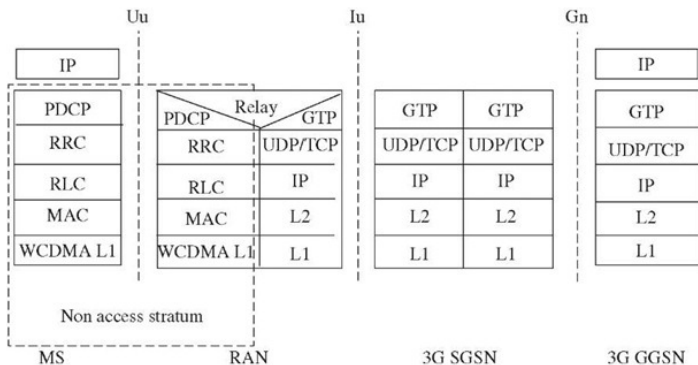 Uu Iu Gn
IP IP
PDCP PDCP Relay GTP GTP GTP GTP
RRC RRC UDP/TCP UDP/TCP UDP/TCP UDP/TCP
RLC RLC IP IP IP IP
MAC MAC L2 L2 L2 L2
WCDMA L1 WCDMA L1 L1 L1 L1 L1
Non access stratum
MS RAN 3G SGSN 3G GGSN